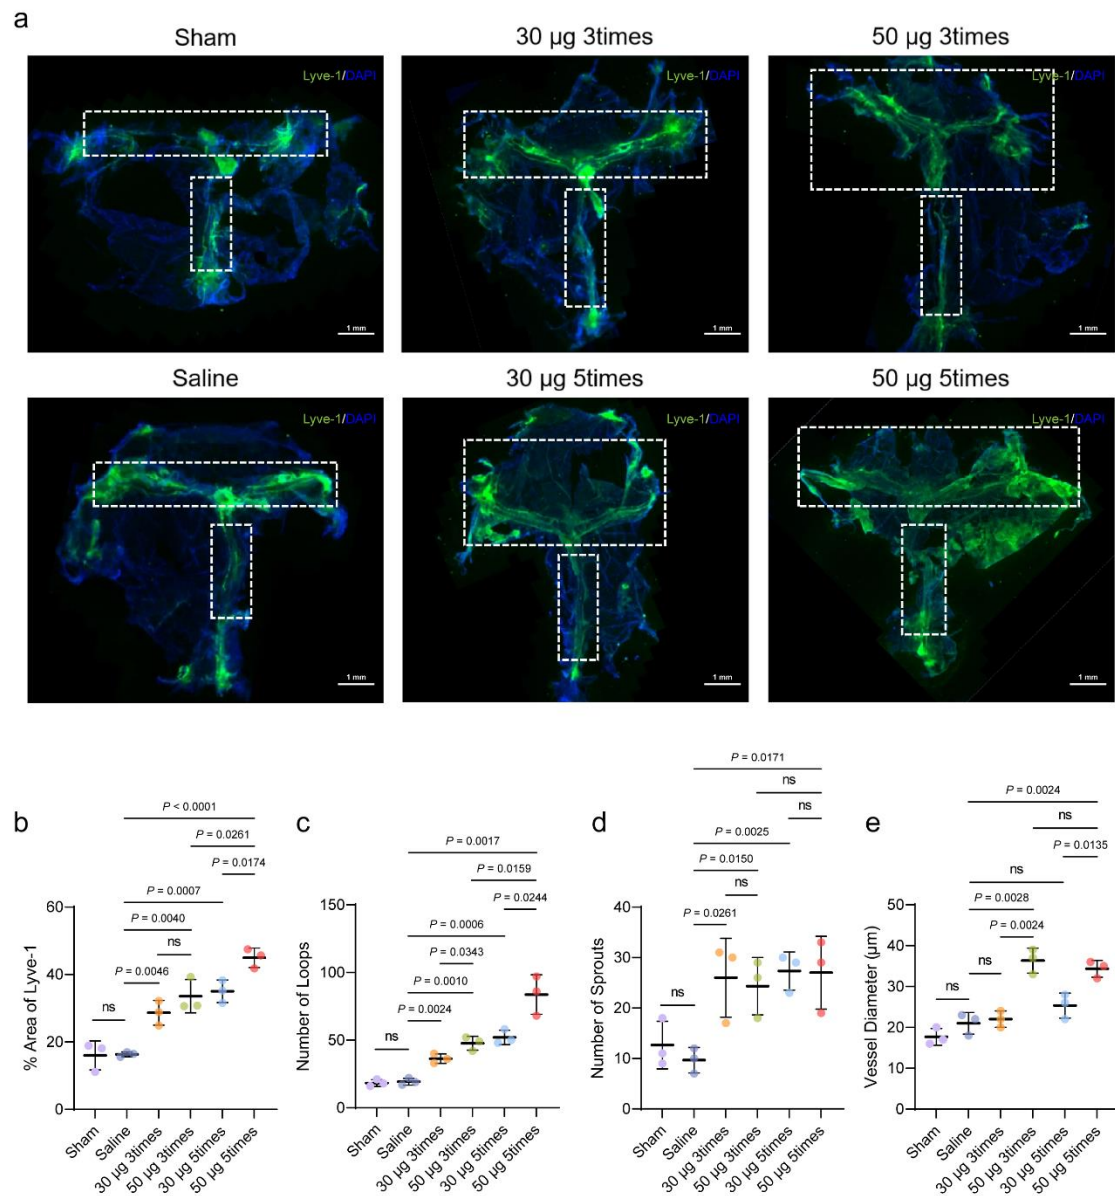 a
Sham
30 μg 3times
50 μg 3times
Lyve-1/DAPI
Lyve-1/DAPI
Lyve-1/DAPI
1 mm
1 mm
1 mm
Saline
30 μg 5times
50 μg 5times
Lyve-1/DAPI
Lyve-1/DAPI
Lyve-1/DAPI
1 mm
1 mm
1 mm
b
P < 0.0001
P = 0.0261
P = 0.0174
P = 0.0007
P = 0.0040
ns
P = 0.0046
ns
% Area of Lyve-1
60
40
20
0
Sham
Saline
30 μg 3times
50 μg 3times
30 μg 5times
50 μg 5times
c
P = 0.0017
P = 0.0159
P = 0.0244
P = 0.0006
P = 0.0343
P = 0.0010
P = 0.0024
ns
Number of Loops
150
100
50
0
Sham
Saline
30 μg 3times
50 μg 3times
30 μg 5times
50 μg 5times
d
P = 0.0171
ns
ns
P = 0.0025
P = 0.0150
ns
P = 0.0261
ns
Number of Sprouts
40
30
20
10
0
Sham
Saline
30 μg 3times
50 μg 3times
30 μg 5times
50 μg 5times
e
P = 0.0024
ns
P = 0.0135
ns
P = 0.0028
P = 0.0024
ns
ns
Vessel Diameter (μm)
50
40
30
20
10
0
Sham
Saline
30 μg 3times
50 μg 3times
30 μg 5times
50 μg 5times